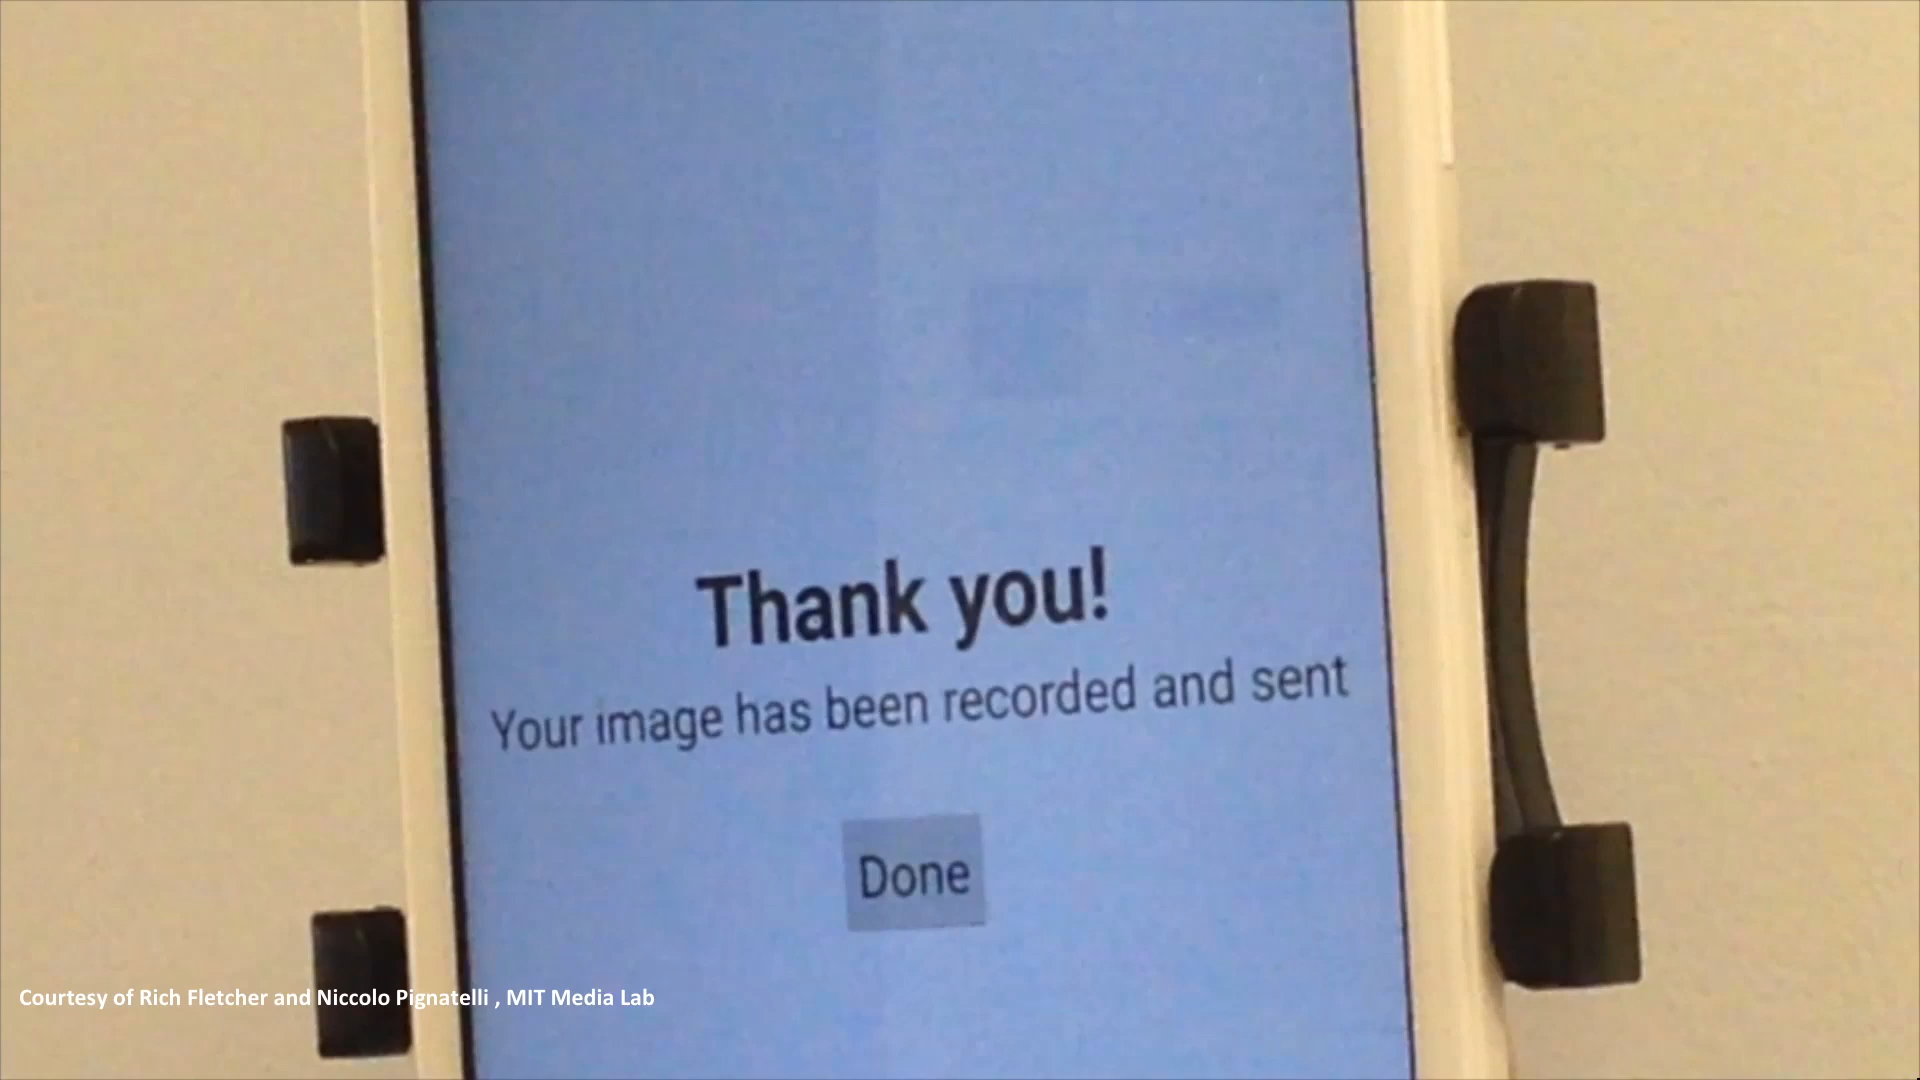 Thank you!
Your image has been recorded and sent
Done
Courtesy of Rich Fletcher and Niccolo Pignatelli , MIT Media Lab